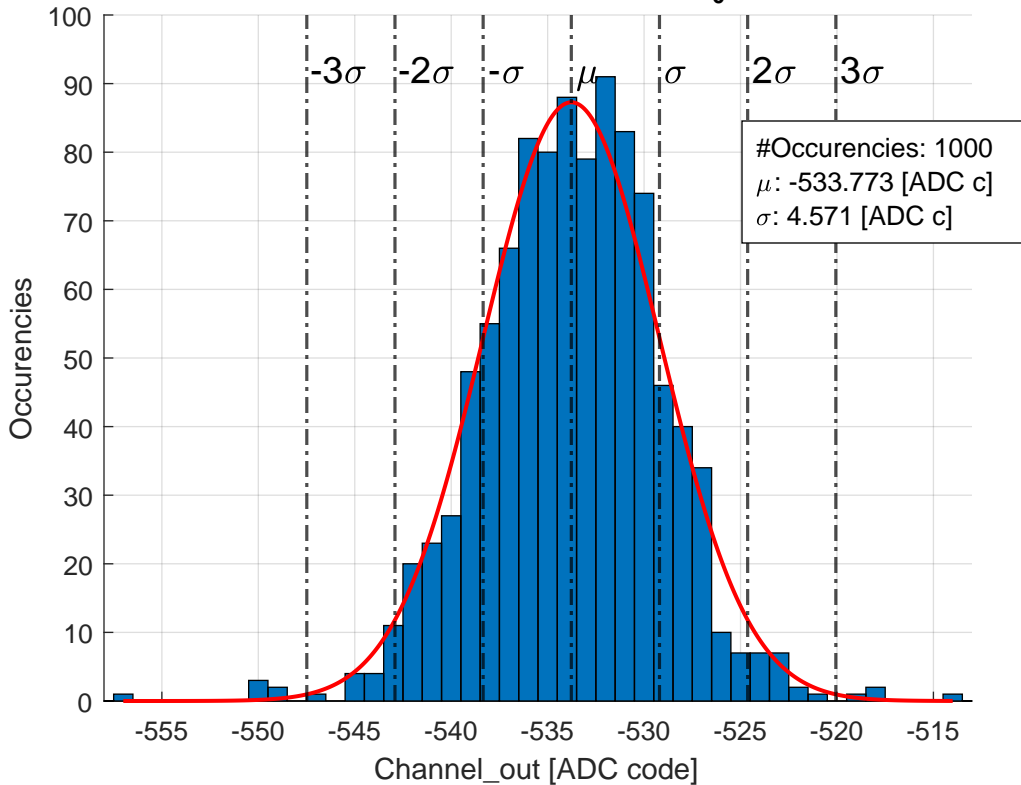 100
90
80
70
60
50
40
30
20
10
0
-3σ
-2σ
-σ
μ
σ
2σ
3σ
#Occurencies: 1000
μ: -533.773 [ADC c]
σ: 4.571 [ADC c]
Occurencies
-555
-550
-545
-540
-535
-530
-525
-520
-515
Channel_out [ADC code]